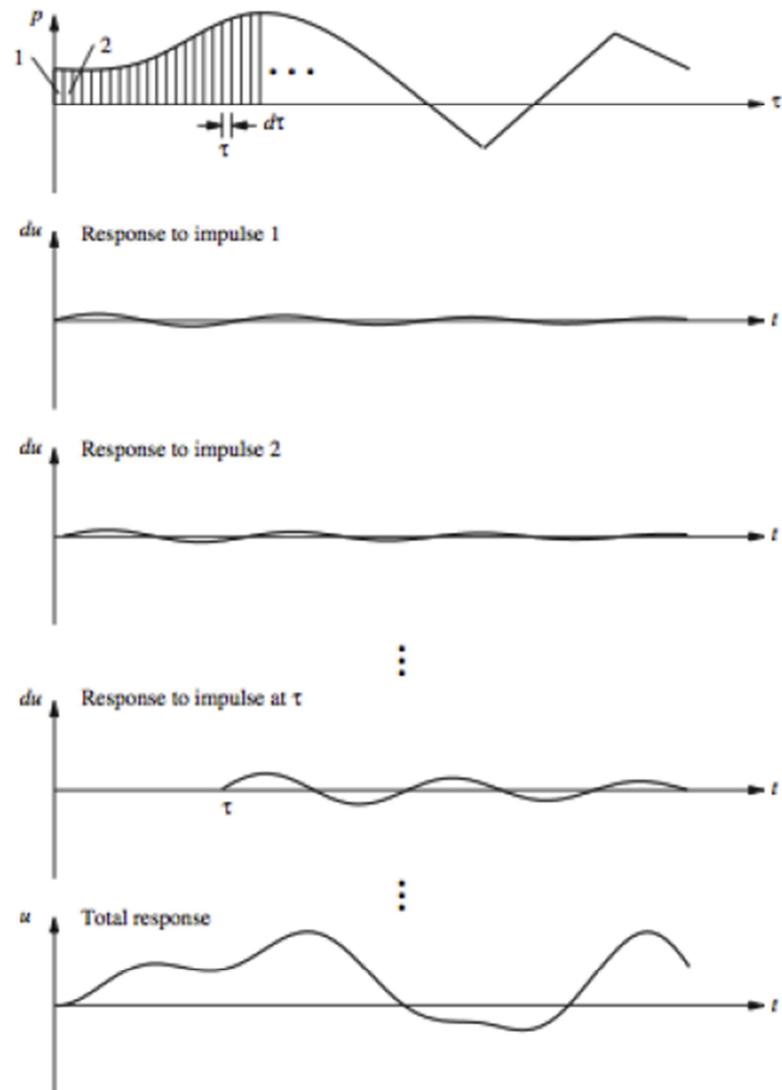 p
1
2
• • •
τ
dτ
τ
du
Response to impulse 1
t
du
Response to impulse 2
t
du
Response to impulse at τ
t
τ
u
Total response
t